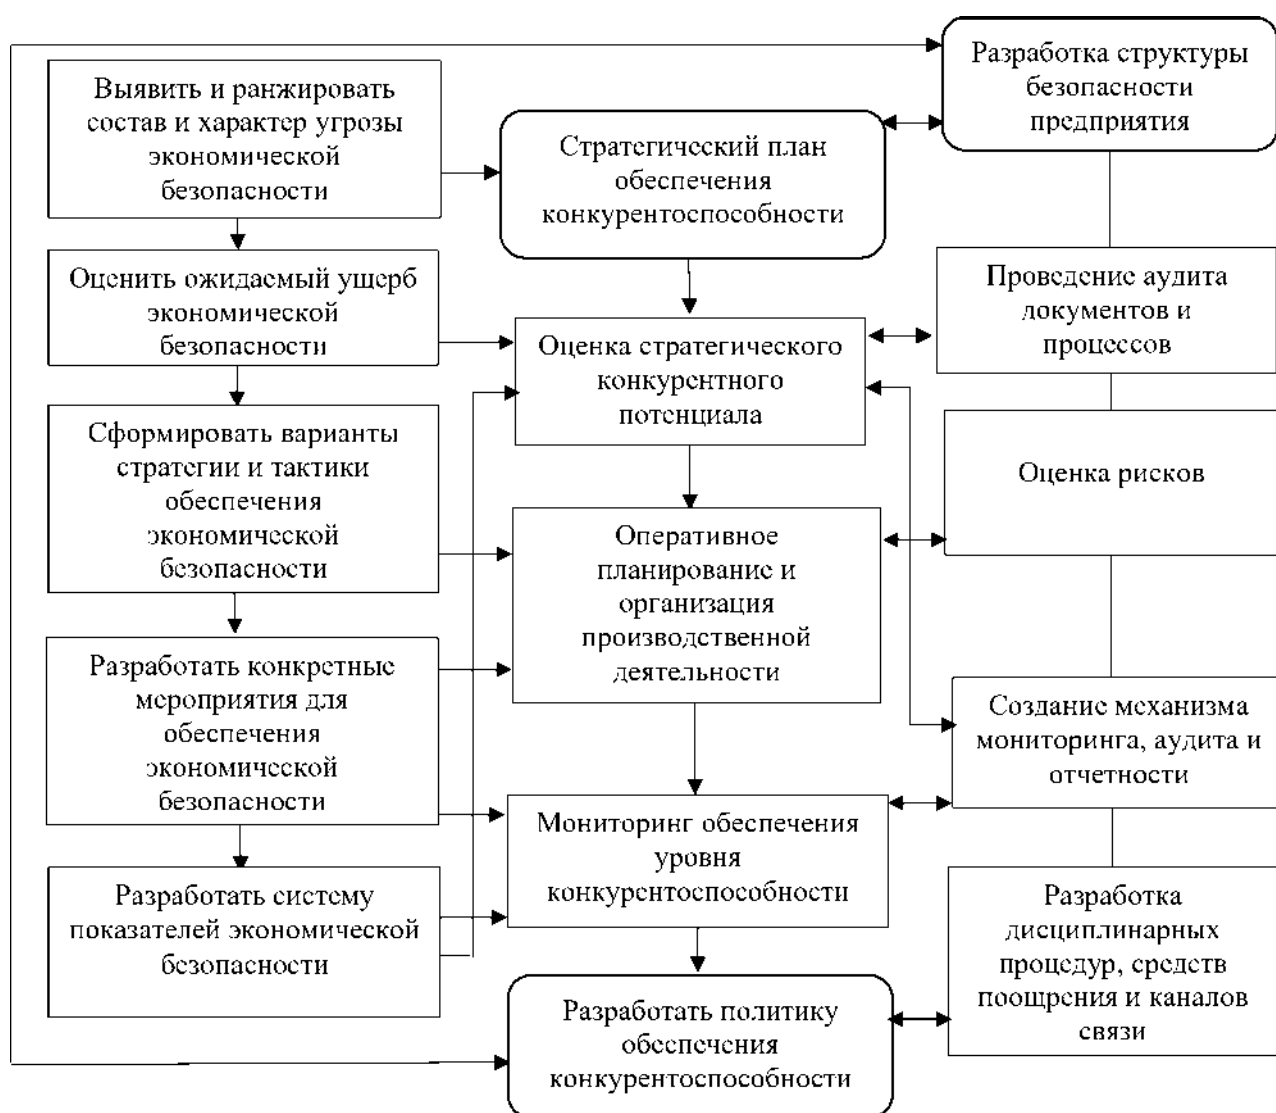 Выявить и ранжировать
состав и характер угрозы
экономической
безопасности
Оценить ожидаемый ущерб
экономической
безопасности
Сформировать варианты
стратегии и тактики
обеспечения
экономической
безопасности
Разработать конкретные
мероприятия для
обеспечения
экономической
безопасности
Разработать систему
показателей экономической
безопасности
Стратегический план
обеспечения
конкурентоспособности
Оценка стратегического
конкурентного
потенциала
Оперативное
планирование и
организация
производственной
деятельности
Мониторинг обеспечения
уровня
конкурентоспособности
Разработать политику
обеспечения
конкурентоспособности
Разработка структуры
безопасности
предприятия
Проведение аудита
документов и
процессов
Оценка рисков
Создание механизма
мониторинга, аудита и
отчетности
Разработка
дисциплинарных
процедур, средств
поощрения и каналов
связи